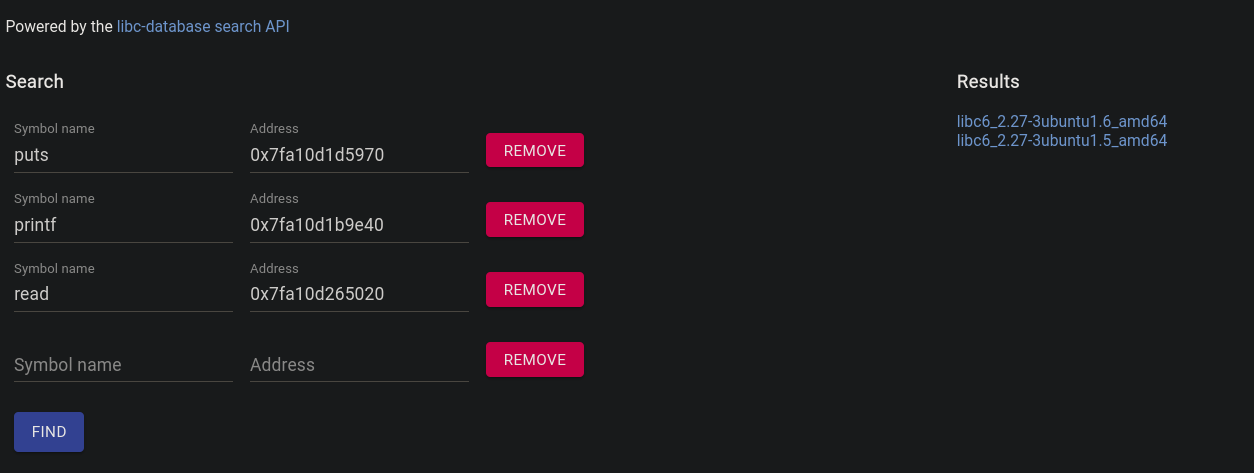 Powered by the libc-database search API
Search
Results
Symbol name Address
puts 0x7fa10d1d5970 REMOVE
libc6_2.27-3ubuntu1.6_amd64
libc6_2.27-3ubuntu1.5_amd64
Symbol name Address
printf 0x7fa10d1b9e40 REMOVE
Symbol name Address
read 0x7fa10d265020 REMOVE
Symbol name Address REMOVE
FIND